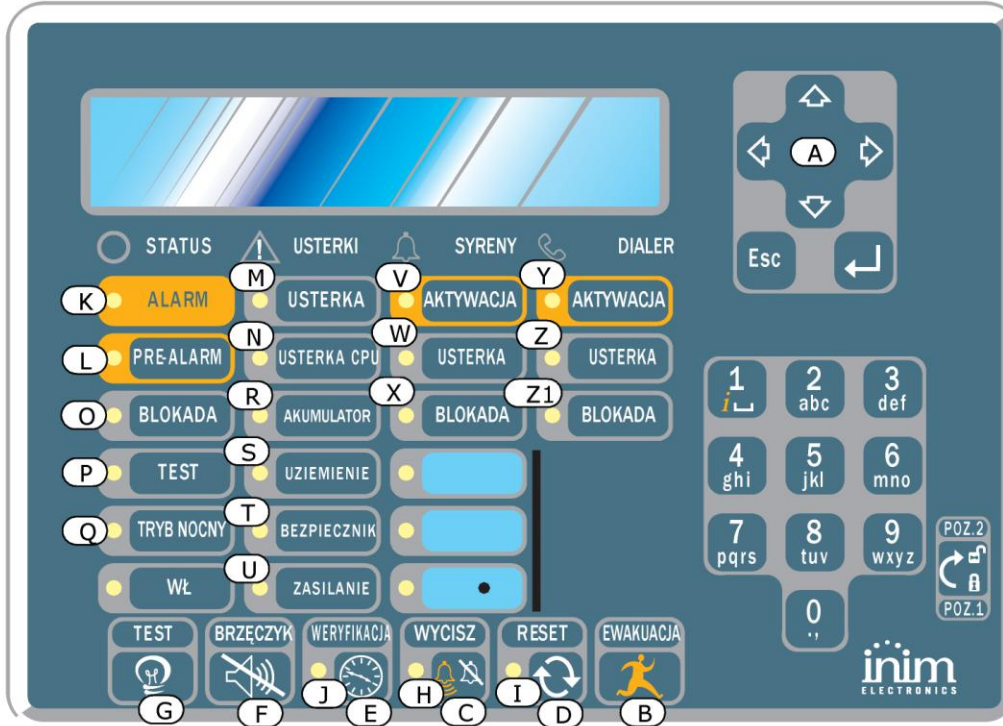 A
STATUS USTERKI SYRENY DIALER
Esc
M V Y
K ALARM USTERKA AKTYWACJA AKTYWACJA
N W Z
L PRE-ALARM USTERKA CPU USTERKA USTERKA
R X Z1
O BLOKADA AKUMULATOR BLOKADA BLOKADA
S
P TEST UZIEMIENIE
T
Q TRYB NOCNY BEZPIECZNIK
U
WŁ ZASILANIE
1 2 3
i abc def
4 5 6
ghi jkl mno
7 8 9
pqrs tuv wxyz
0
.,
POZ.2
POZ.1
TEST BRZĘCZYK WERYFIKACJA WYCISZ RESET EWAKUACJA
J H I
G F E C D B
inim
ELECTRONICS